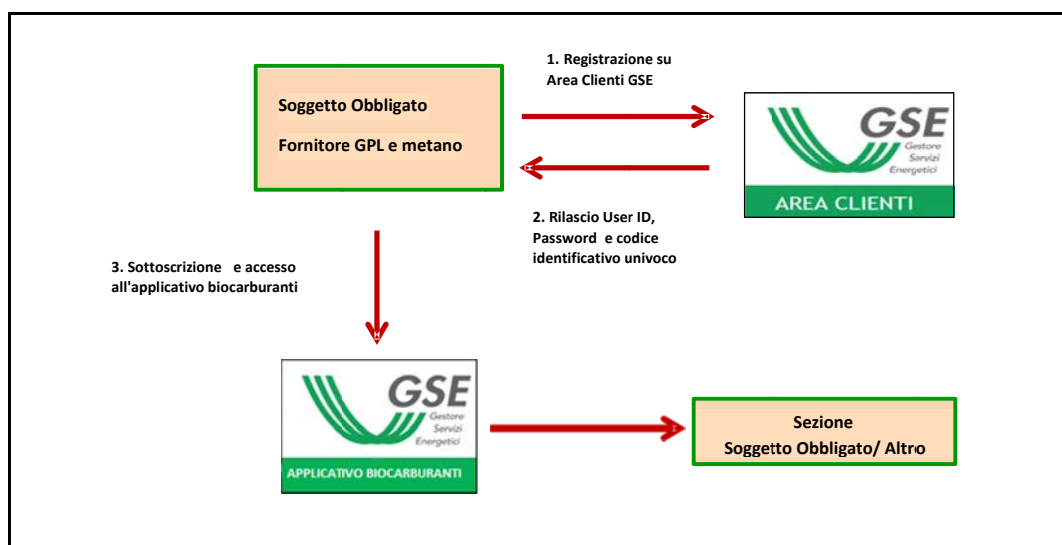 1. Registrazione su
Area Clienti GSE
Soggetto Obbligato
Fornitore GPL e metano
GSE
Gestore
Servizi
Energetici
AREA CLIENTI
2. Rilascio User ID,
Password e codice
identificativo univoco
3. Sottoscrizione e accesso
all'applicativo biocarburanti
GSE
Gestore
Servizi
Energetici
APPLICATIVO BIOCARBURANTI
Sezione
Soggetto Obbligato/ Altro